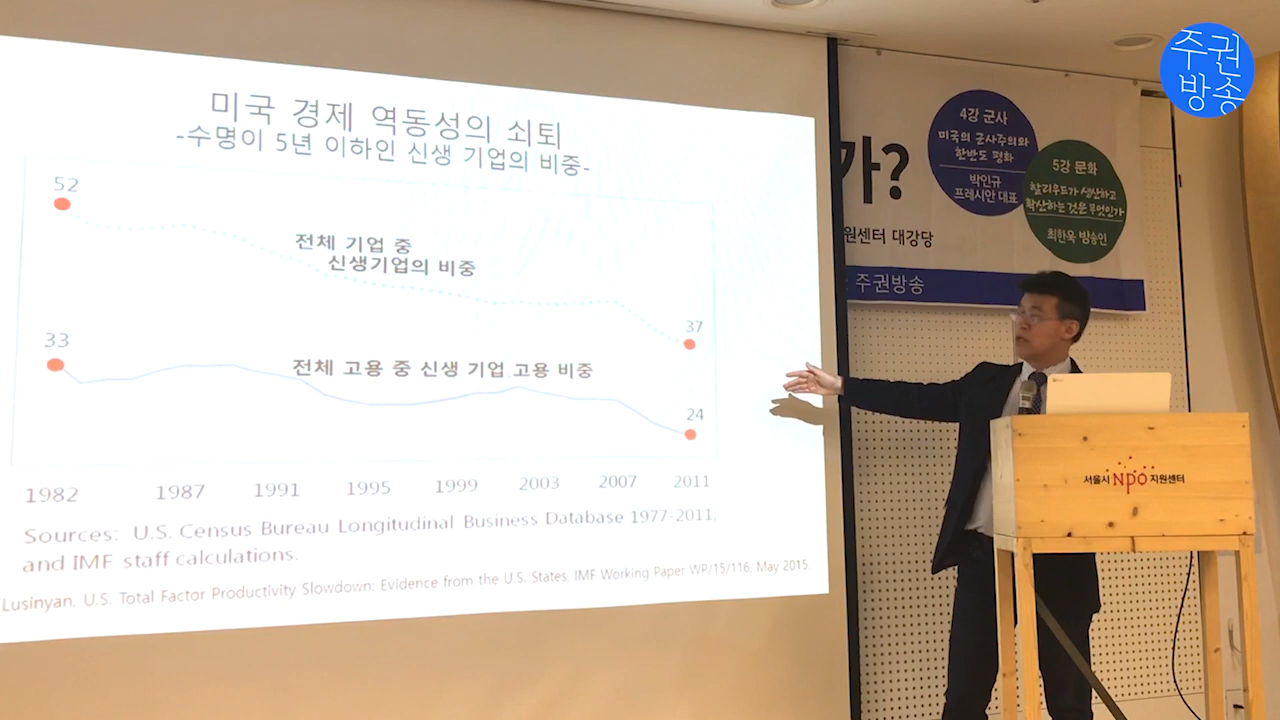 미국 경제 역동성의 쇠퇴
-수명이 5년 이하인 신생 기업의 비중-
52
전체 기업 중
신생기업의 비중
37
33
전체 고용 중 신생 기업 고용 비중
24
1982 1987 1991 1995 1999 2003 2007 2011
Sources: U.S. Census Bureau Longitudinal Business Database 1977-2011,
and IMF staff calculations.
Lusinyan, U.S. Total Factor Productivity Slowdown: Evidence from the U.S. States, IMF Working Paper WP/15/116, May 2015.
가?
원센터 대강당
주권방송
4강 군사
미국의 군사주의와
한반도 평화
박인규
프레시안 대표
5강 문화
할리우드가 생산하고
확산하는 것은 무엇인가
최한욱 방송인
주권
방송
서울시 npo 지원센터